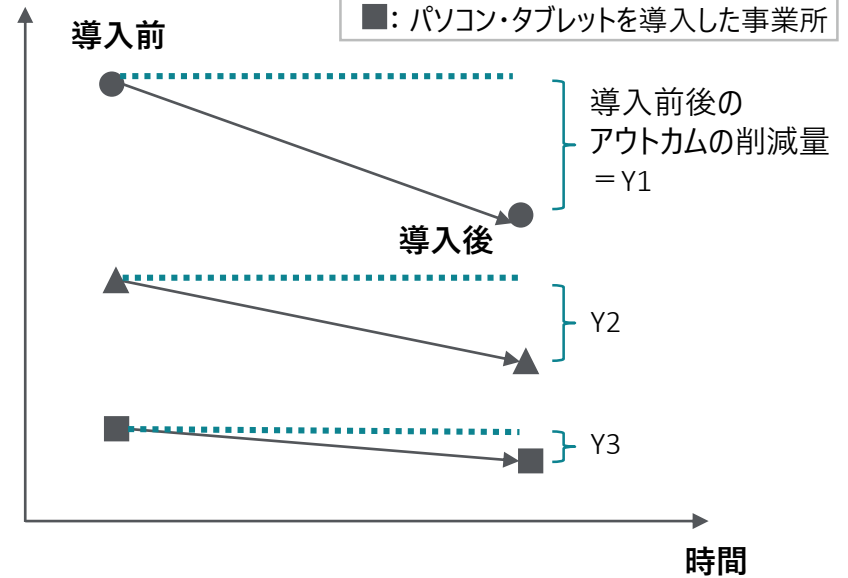 ■：パソコン・タブレットを導入した事業所
導入前
導入前後の
アウトカムの削減量
＝Y1
導入後
Y2
Y3
時間